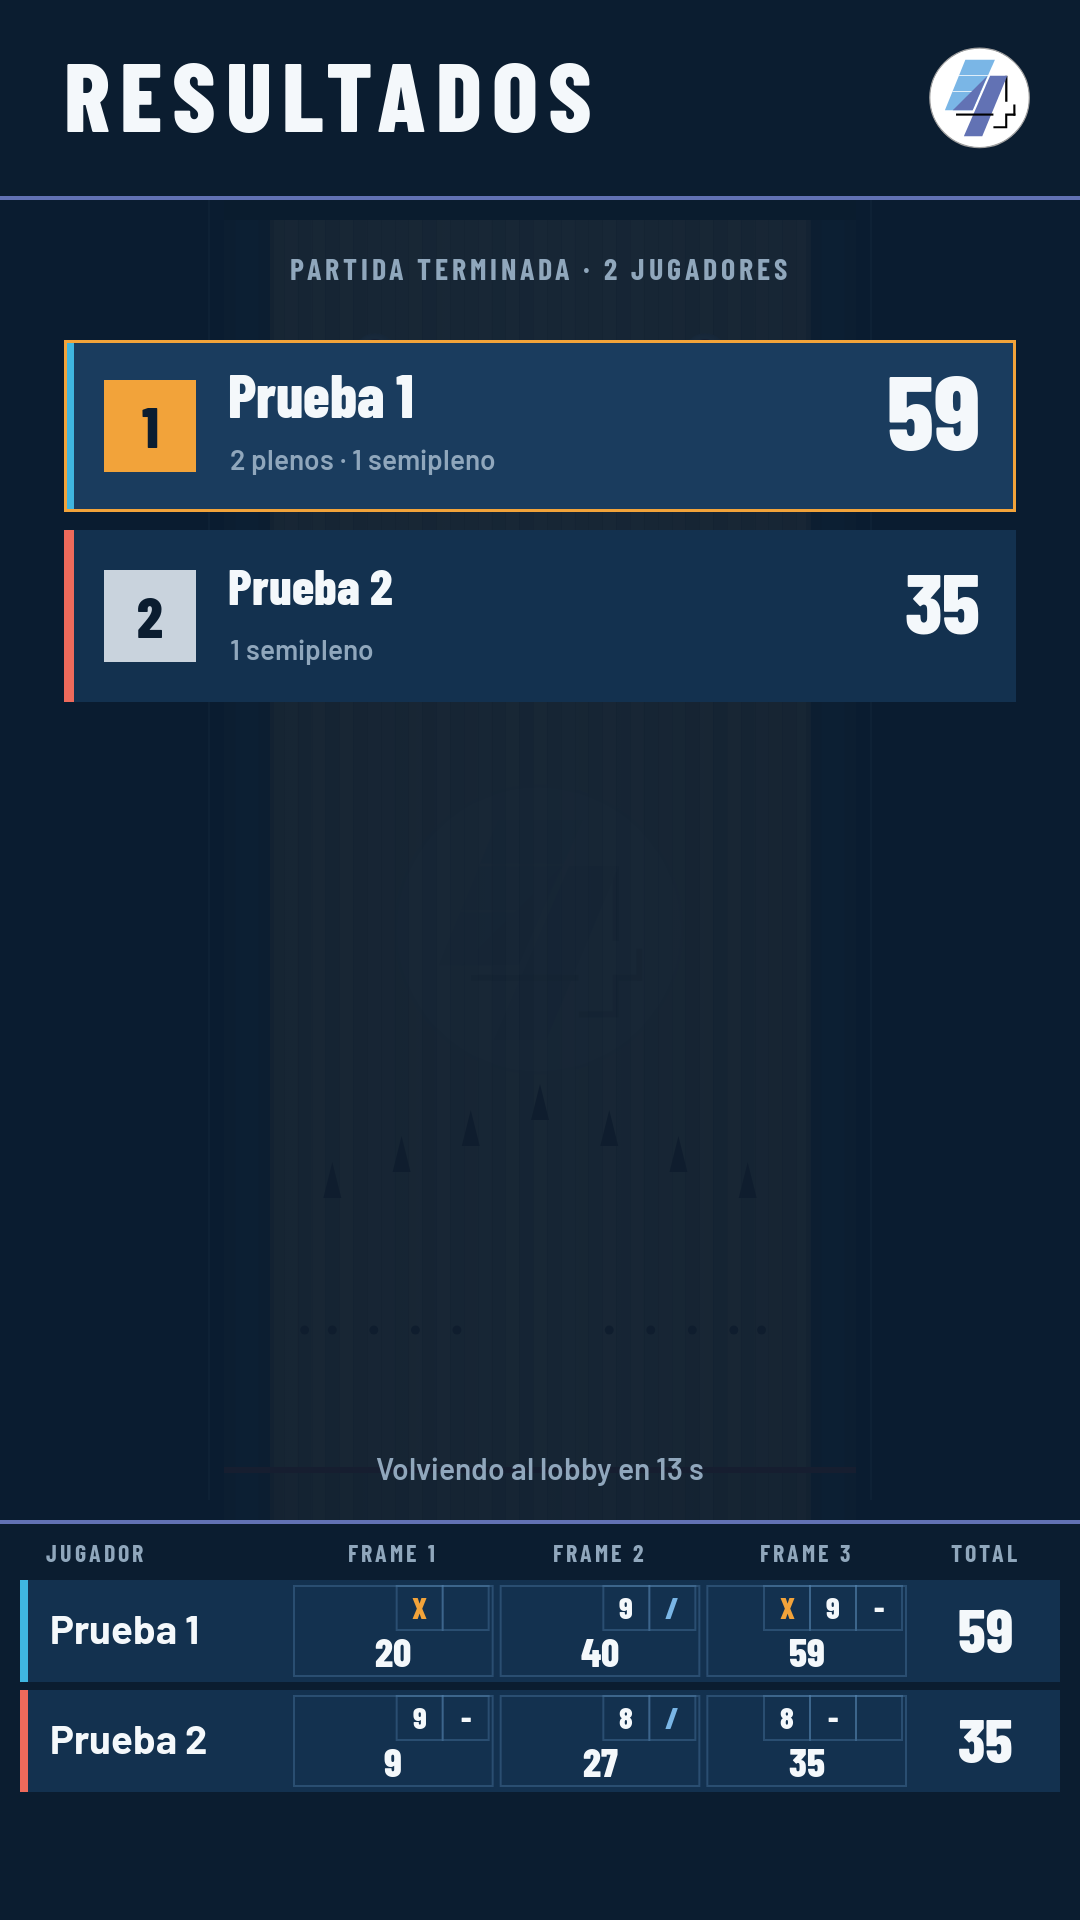 RESULTADOS
PARTIDA TERMINADA · 2 JUGADORES
1
Prueba 1
2 plenos · 1 semipleno
59
2
Prueba 2
1 semipleno
35
Volviendo al lobby en 13 s
JUGADOR FRAME 1 FRAME 2 FRAME 3 TOTAL
X 9 / X 9 -
Prueba 1 20 40 59 59
9 - 8 / 8 -
Prueba 2 9 27 35 35